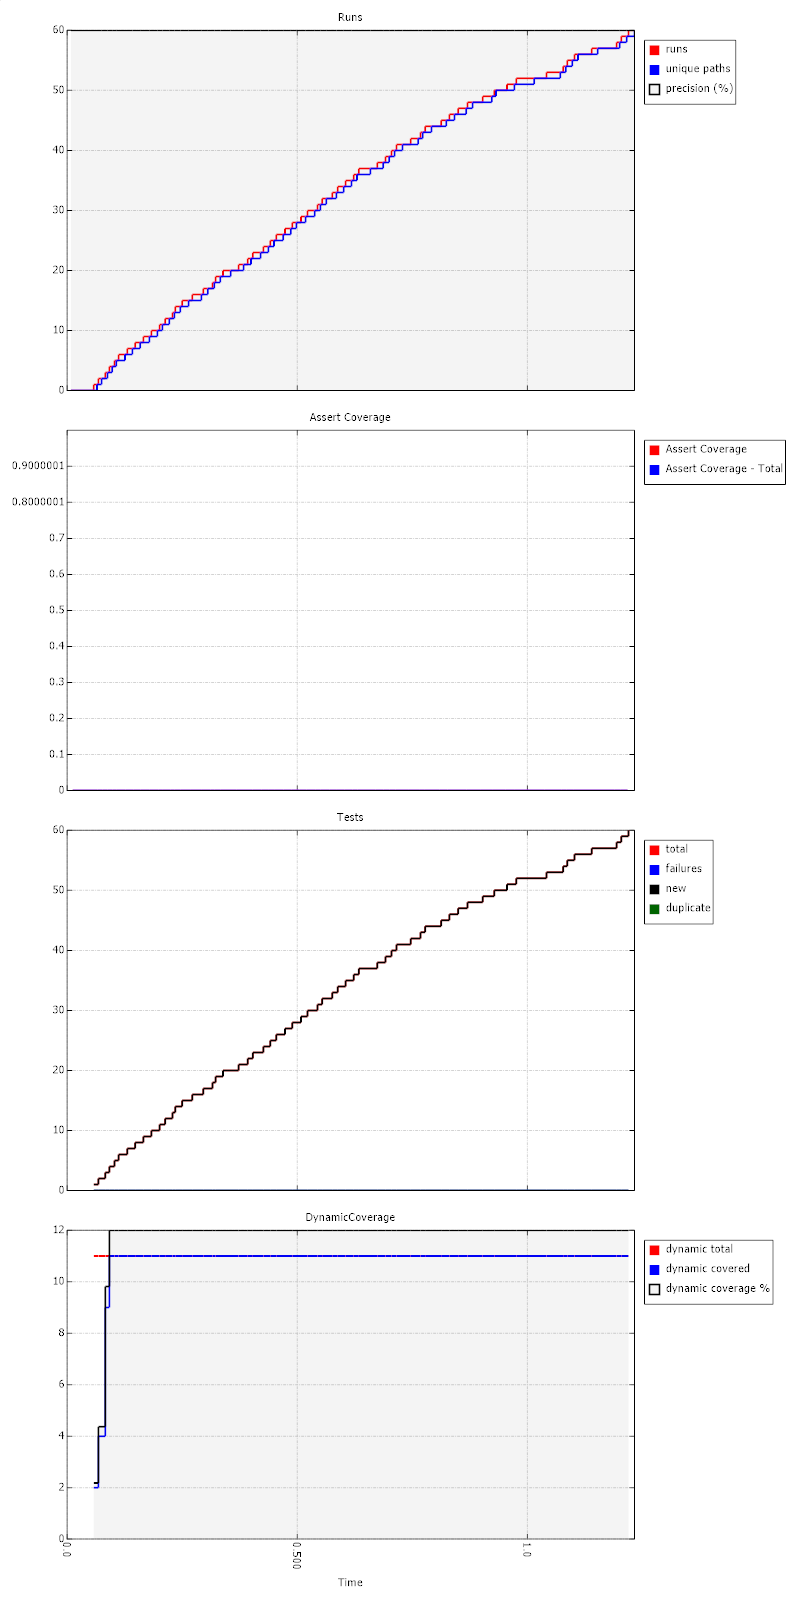 Runs
60
50
40
30
20
10
0
runs
unique paths
precision (%)
Assert Coverage
0.9000001
0.8000001
0.7
0.6
0.5
0.4
0.3
0.2
0.1
0
Assert Coverage
Assert Coverage - Total
Tests
60
50
40
30
20
10
0
total
failures
new
duplicate
DynamicCoverage
12
10
8
6
4
2
0
dynamic total
dynamic covered
dynamic coverage %
0.0
0.500
1.0
Time